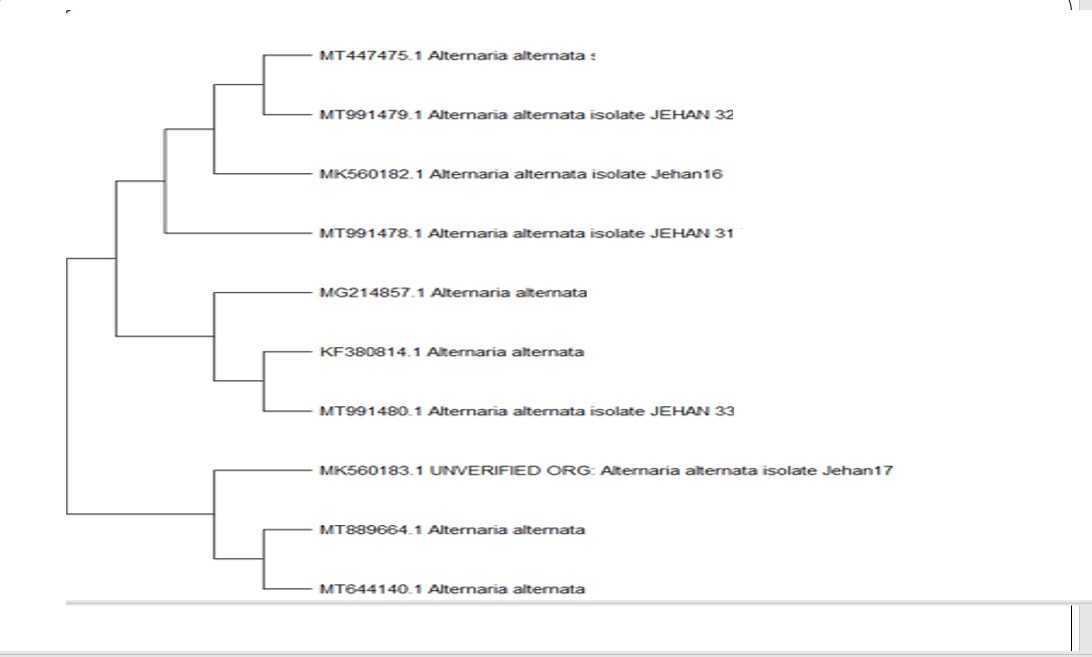 MT447475.1 Alternaria alternata
MT991479.1 Alternaria alternata isolate JEHAN 32
MK560182.1 Alternaria alternata isolate Jehan16
MT991478.1 Alternaria alternata isolate JEHAN 31
MG214857.1 Alternaria alternata
KF380814.1 Alternaria alternata
MT991480.1 Alternaria alternata isolate JEHAN 33
MK560183.1 UNVERIFIED ORG: Alternaria alternata isolate Jehan17
MT889664.1 Alternaria alternata
MT644140.1 Alternaria alternata